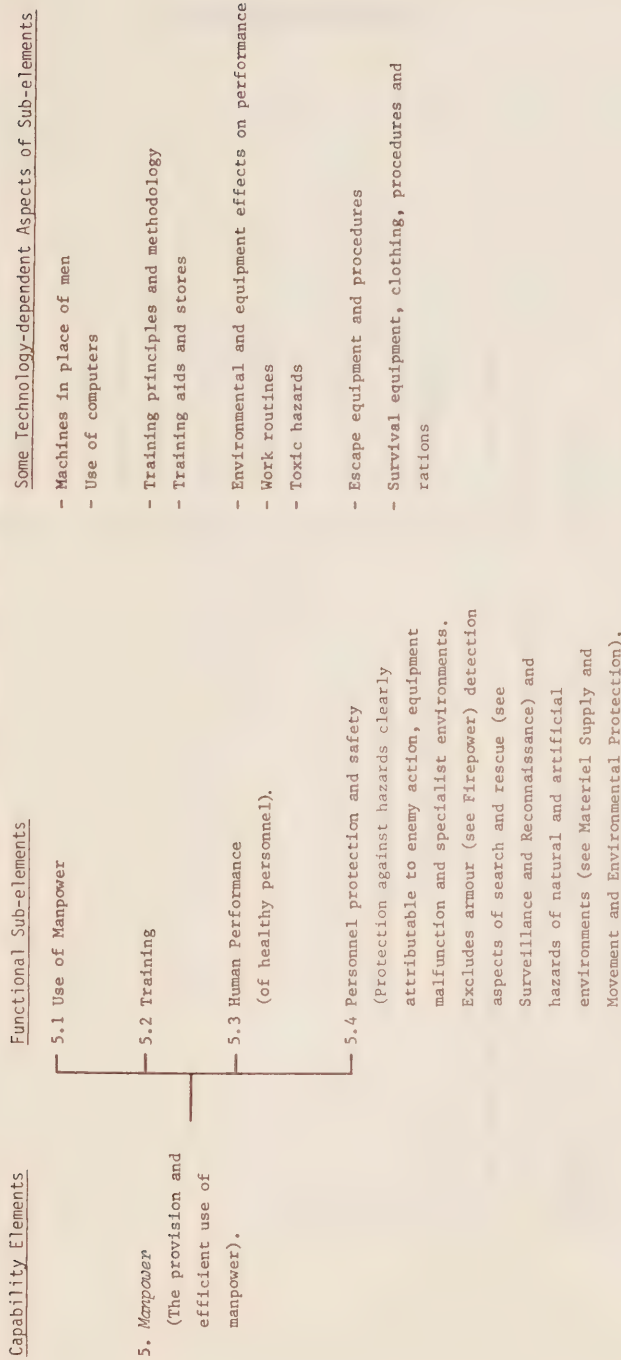 Capability Elements
Functional Sub-elements
Some Technology-dependent Aspects of Sub-elements
5. Manpower
(The provision and
efficient use of
manpower).
5.1 Use of Manpower
- Machines in place of men
- Use of computers
5.2 Training
- Training principles and methodology
- Training aids and stores
5.3 Human Performance
(of healthy personnel).
- Environmental and equipment effects on performance
- Work routines
- Toxic hazards
5.4 Personnel protection and safety
(Protection against hazards clearly
attributable to enemy action, equipment
malfunction and specialist environments.
Excludes armour (see Firepower) detection
aspects of search and rescue (see
Surveillance and Reconnaissance) and
hazards of natural and artificial
environments (see Materiel Supply and
Movement and Environmental Protection).
- Escape equipment and procedures
- Survival equipment, clothing, procedures and
rations